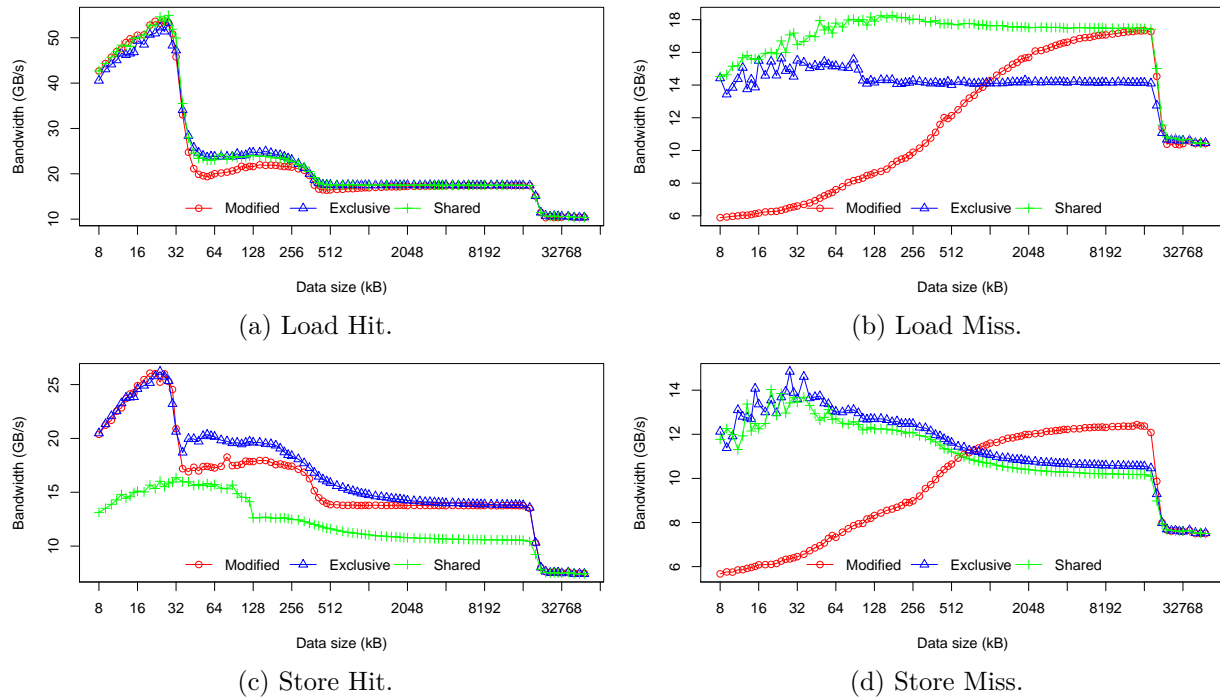 Bandwidth (GB/s)
50
40
30
20
10
Modified Exclusive Shared
8 16 32 64 128 256 512 2048 8192 32768
Data size (kB)
(a) Load Hit.
Bandwidth (GB/s)
18
16
14
12
10
8
6
Modified Exclusive Shared
8 16 32 64 128 256 512 2048 8192 32768
Data size (kB)
(b) Load Miss.
Bandwidth (GB/s)
25
20
15
10
Modified Exclusive Shared
8 16 32 64 128 256 512 2048 8192 32768
Data size (kB)
(c) Store Hit.
Bandwidth (GB/s)
14
12
10
8
6
Modified Exclusive Shared
8 16 32 64 128 256 512 2048 8192 32768
Data size (kB)
(d) Store Miss.